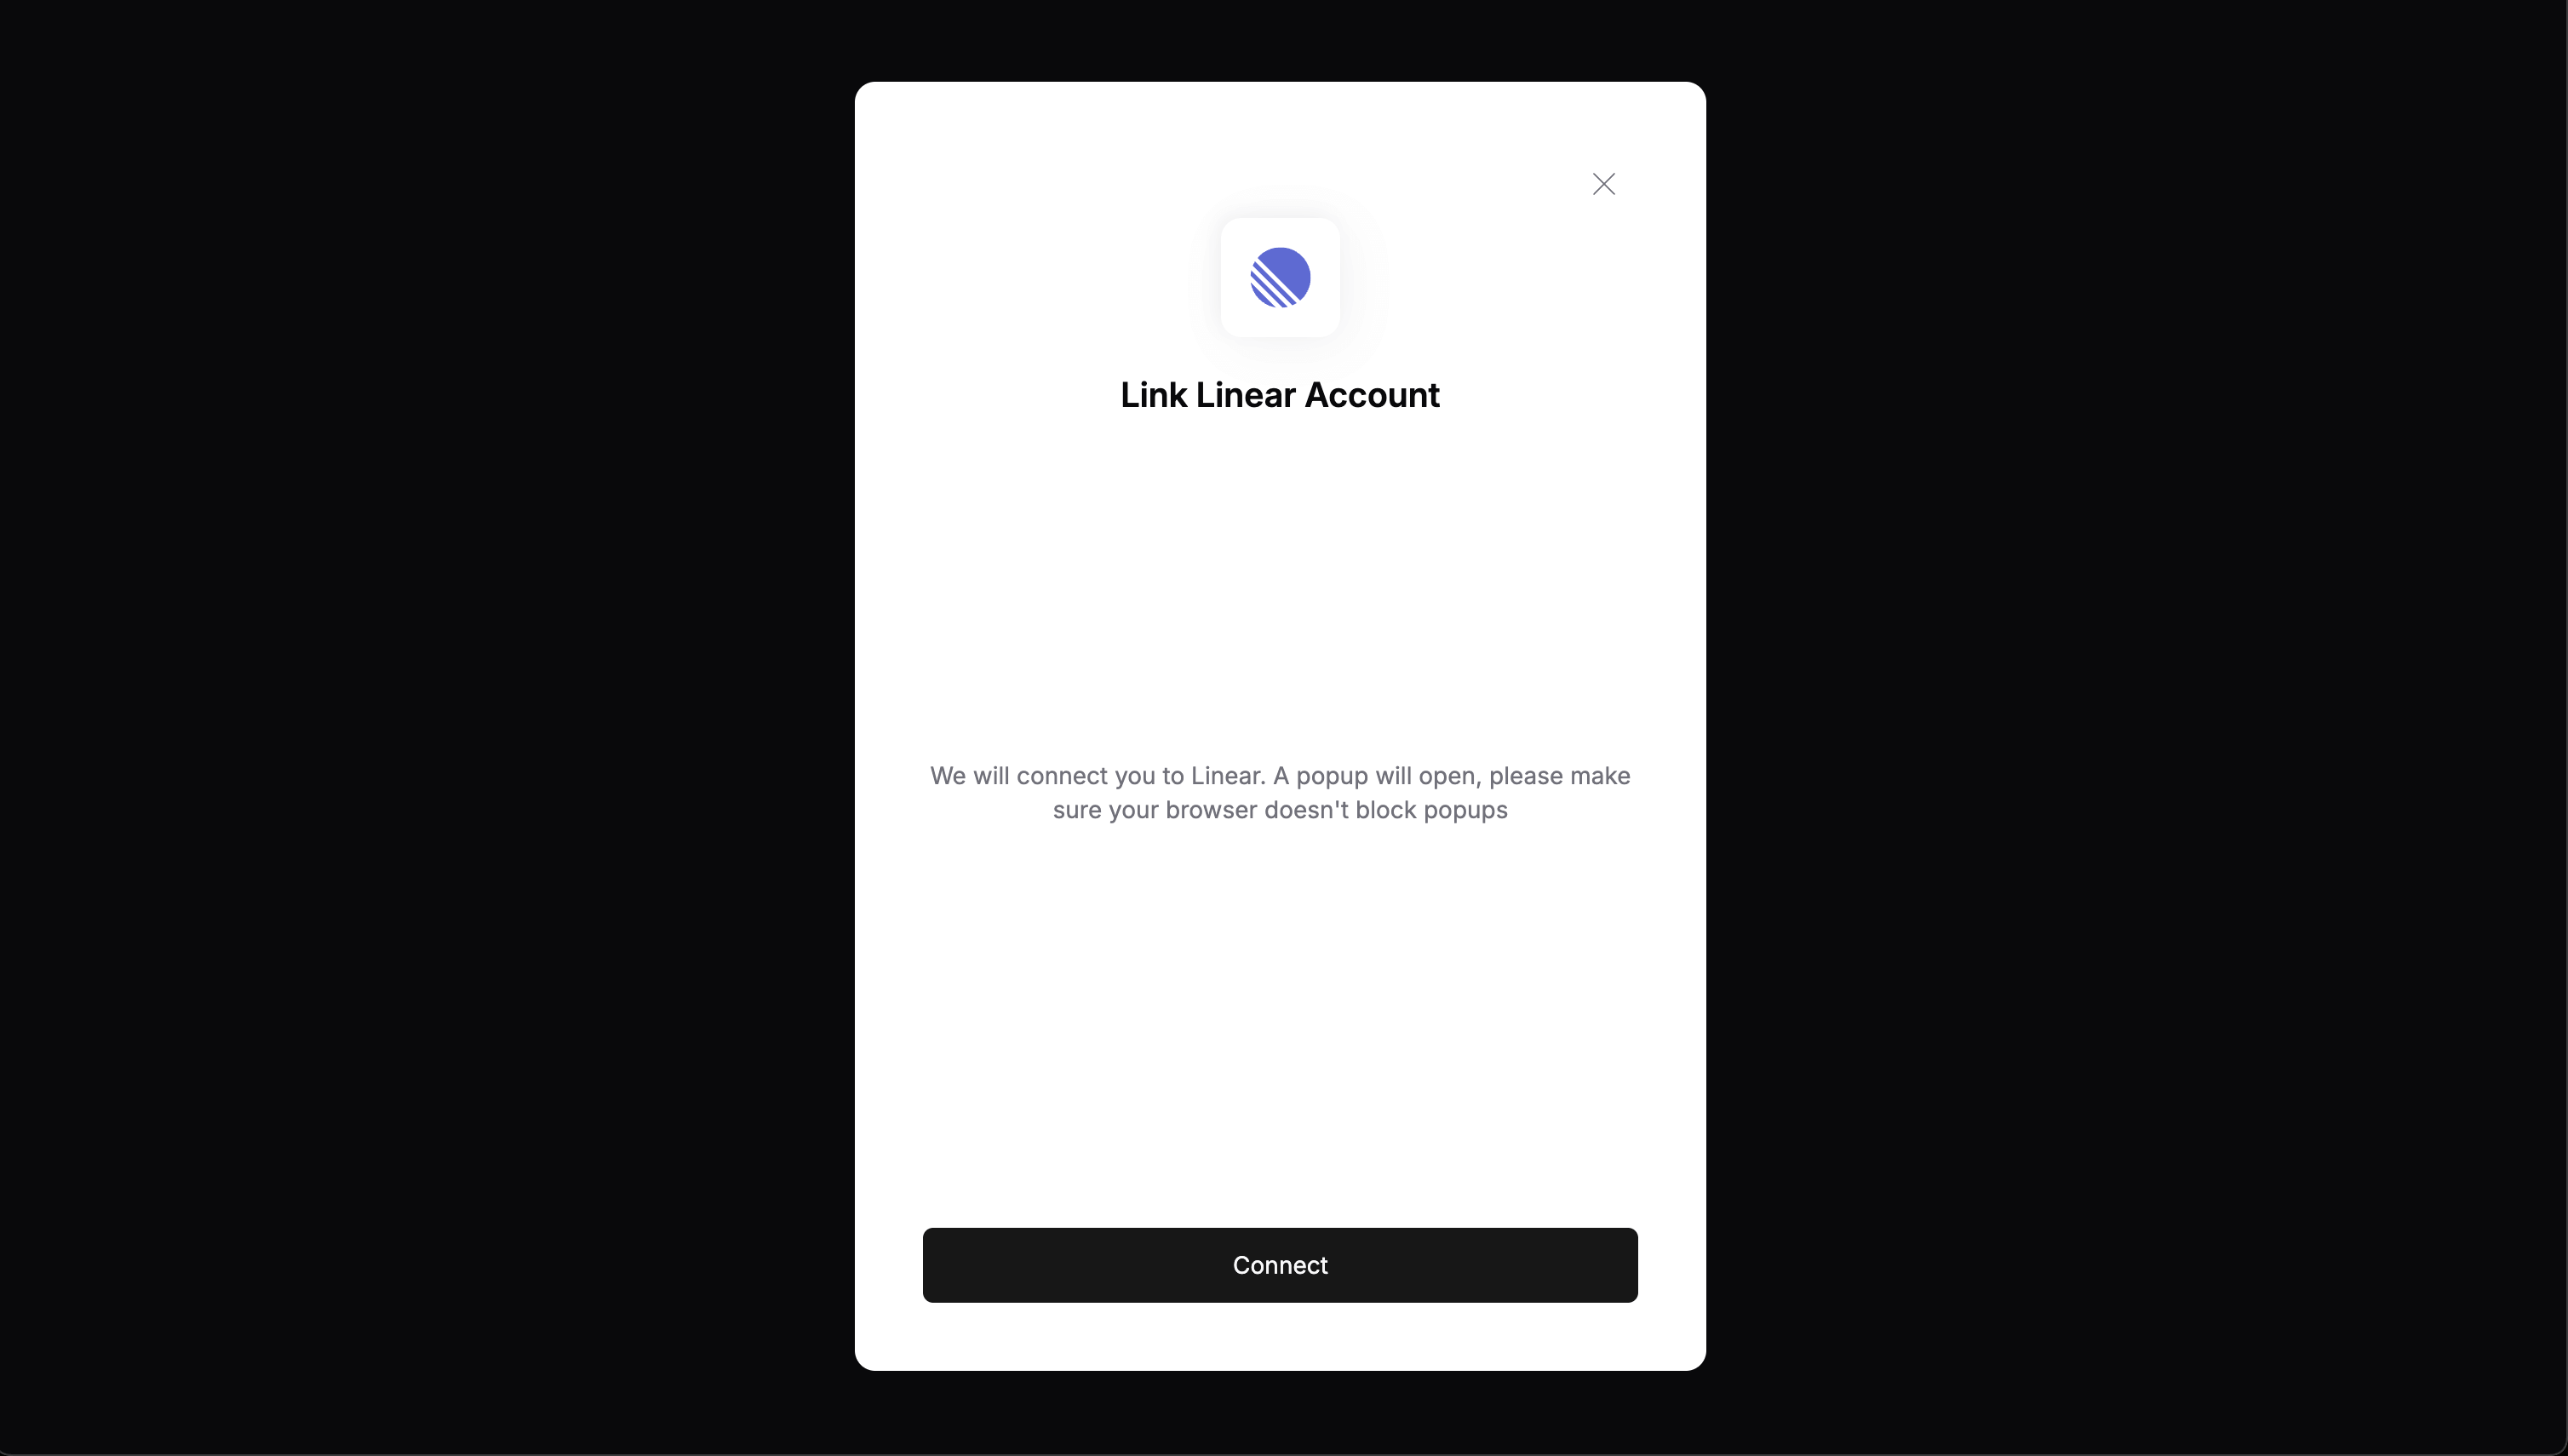 Link Linear Account
We will connect you to Linear. A popup will open, please make
sure your browser doesn't block popups
Connect